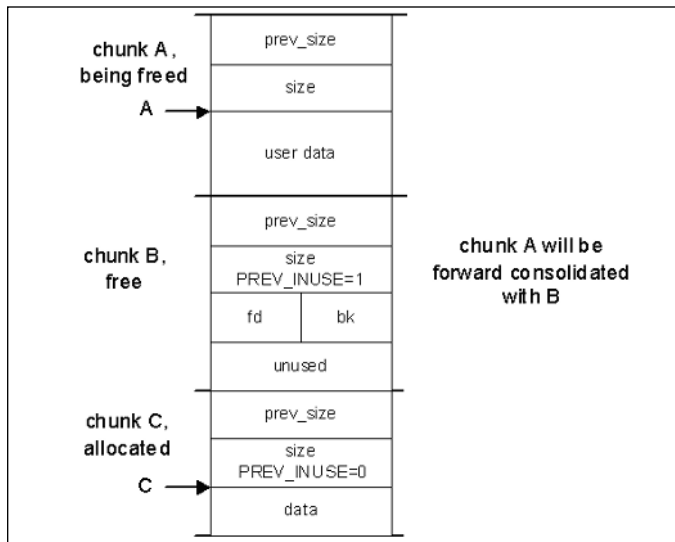 prev_size
chunk A,
being freed
size
A
user data
prev_size
chunk B,
free
size
PREV_INUSE=1
chunk A will be
forward consolidated
with B
fd
bk
unused
prev_size
chunk C,
allocated
size
PREV_INUSE=0
C
data